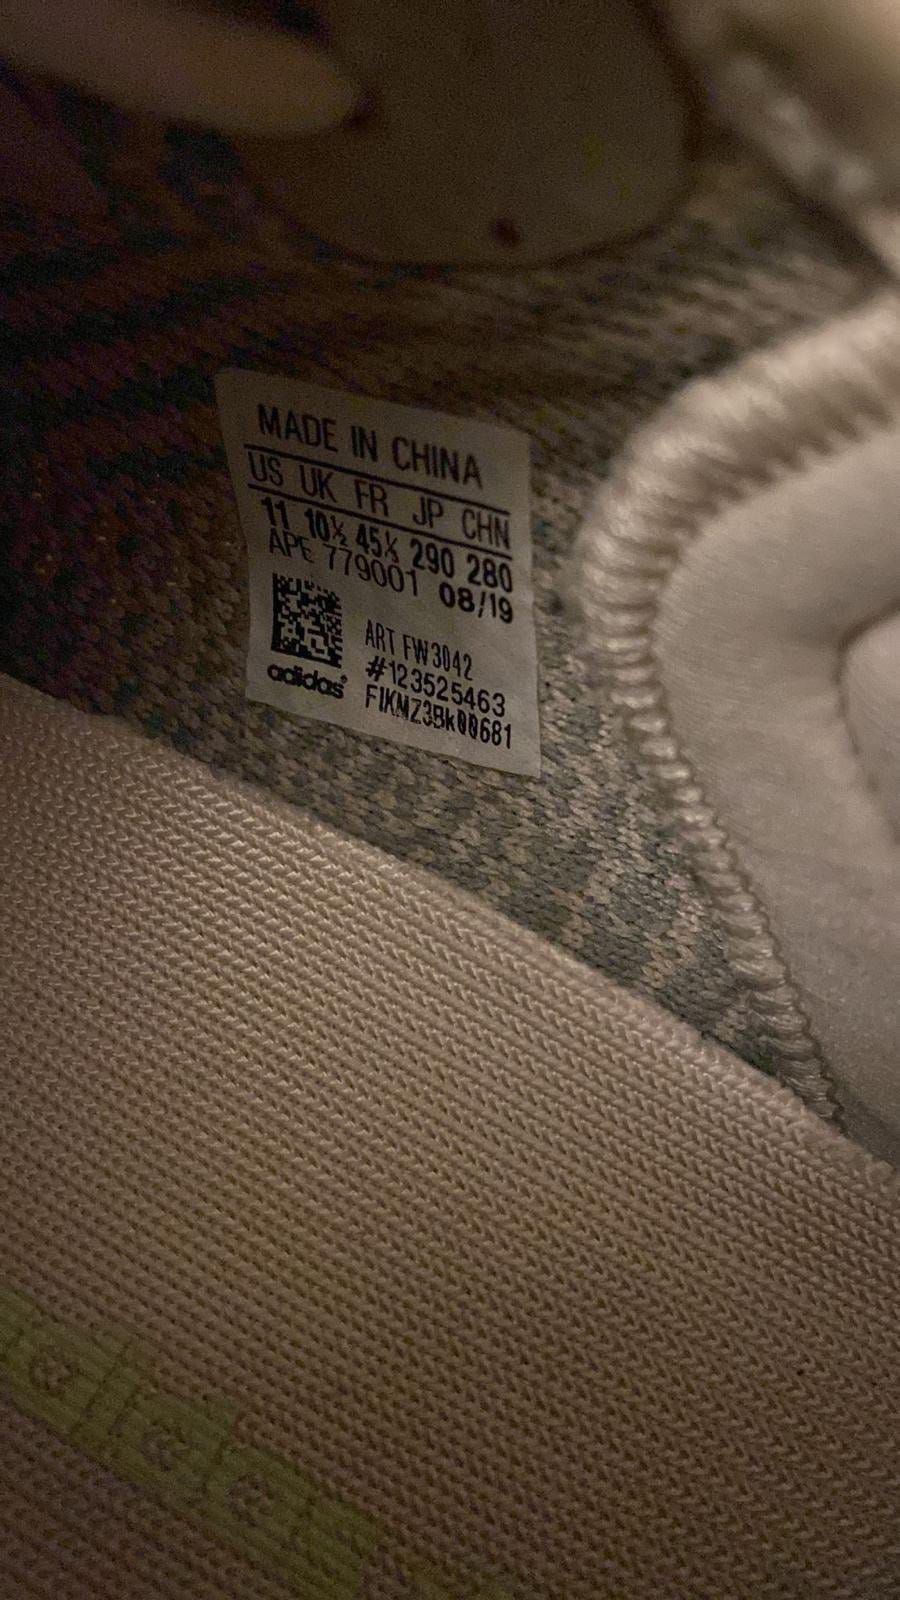 MADE IN CHINA
US UK FR JP CHN
11 10½ 45⅓ 290 280
APE 779001 08/19
ART FW3042
#123525463
FIKMZ3Bk00681
adidas